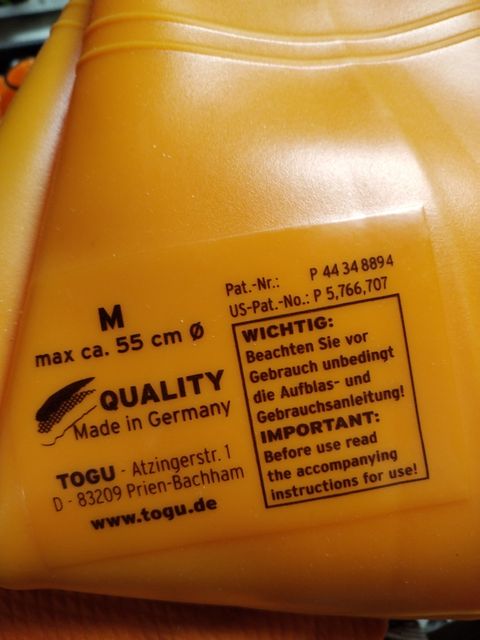 M
max ca. 55 cm Ø
QUALITY
Made in Germany
TOGU - Atzingerstr. 1
D - 83209 Prien-Bachham
www.togu.de
Pat.-Nr.: P 44 34 8894
US-Pat.-No.: P 5,766,707
WICHTIG:
Beachten Sie vor
Gebrauch unbedingt
die Aufblas- und
Gebrauchsanleitung!
IMPORTANT:
Before use read
the accompanying
instructions for use!